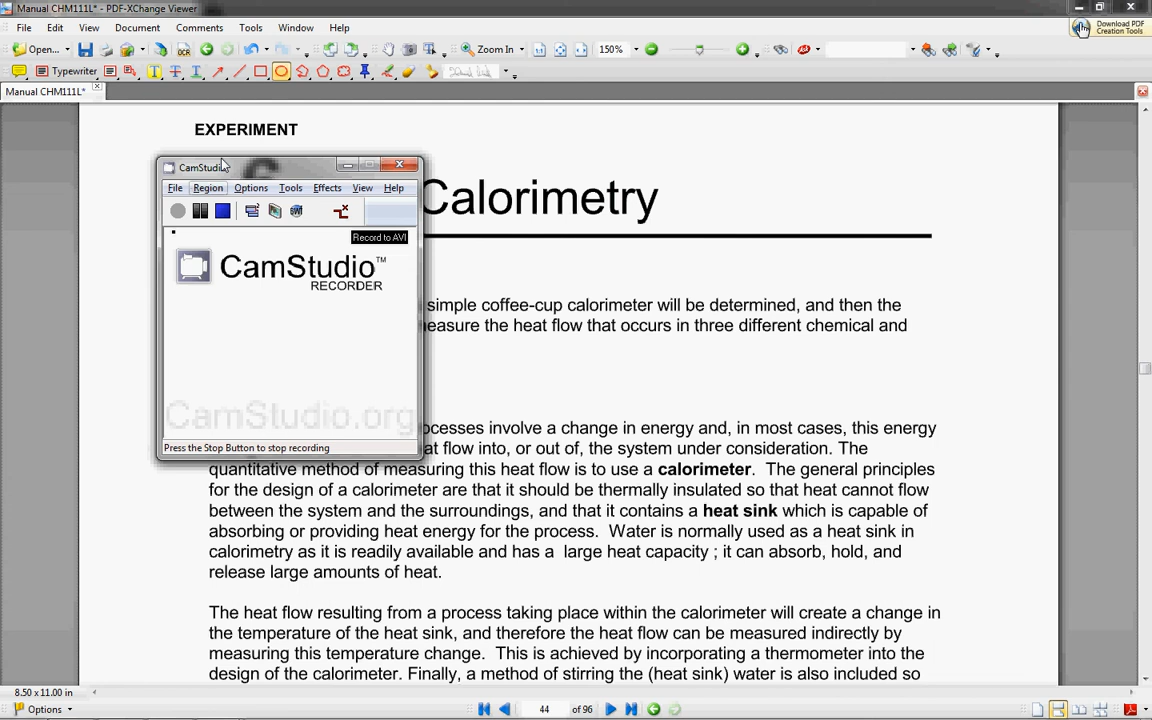 Manual CHM111L* - PDF-XChange Viewer
File Edit View Document Comments Tools Window Help
Download PDF
Creation Tools
Open... OCR Zoom In 150%
Typewriter
Manual CHM111L*
EXPERIMENT
CamStudio
Calorimetry
File Region Options Tools Effects View Help
Record to AVI
CamStudio™
RECORDER
simple coffee-cup calorimeter will be determined, and then the
measure the heat flow that occurs in three different chemical and
CamStudio.org
ocesses involve a change in energy and, in most cases, this energy
at flow into, or out of, the system under consideration. The
Press the Stop Button to stop recording
quantitative method of measuring this heat flow is to use a calorimeter. The general principles
for the design of a calorimeter are that it should be thermally insulated so that heat cannot flow
between the system and the surroundings, and that it contains a heat sink which is capable of
absorbing or providing heat energy for the process. Water is normally used as a heat sink in
calorimetry as it is readily available and has a large heat capacity ; it can absorb, hold, and
release large amounts of heat.
The heat flow resulting from a process taking place within the calorimeter will create a change in
the temperature of the heat sink, and therefore the heat flow can be measured indirectly by
measuring this temperature change. This is achieved by incorporating a thermometer into the
design of the calorimeter. Finally, a method of stirring the (heat sink) water is also included so
8.50 x 11.00 in
Options 44 of 96